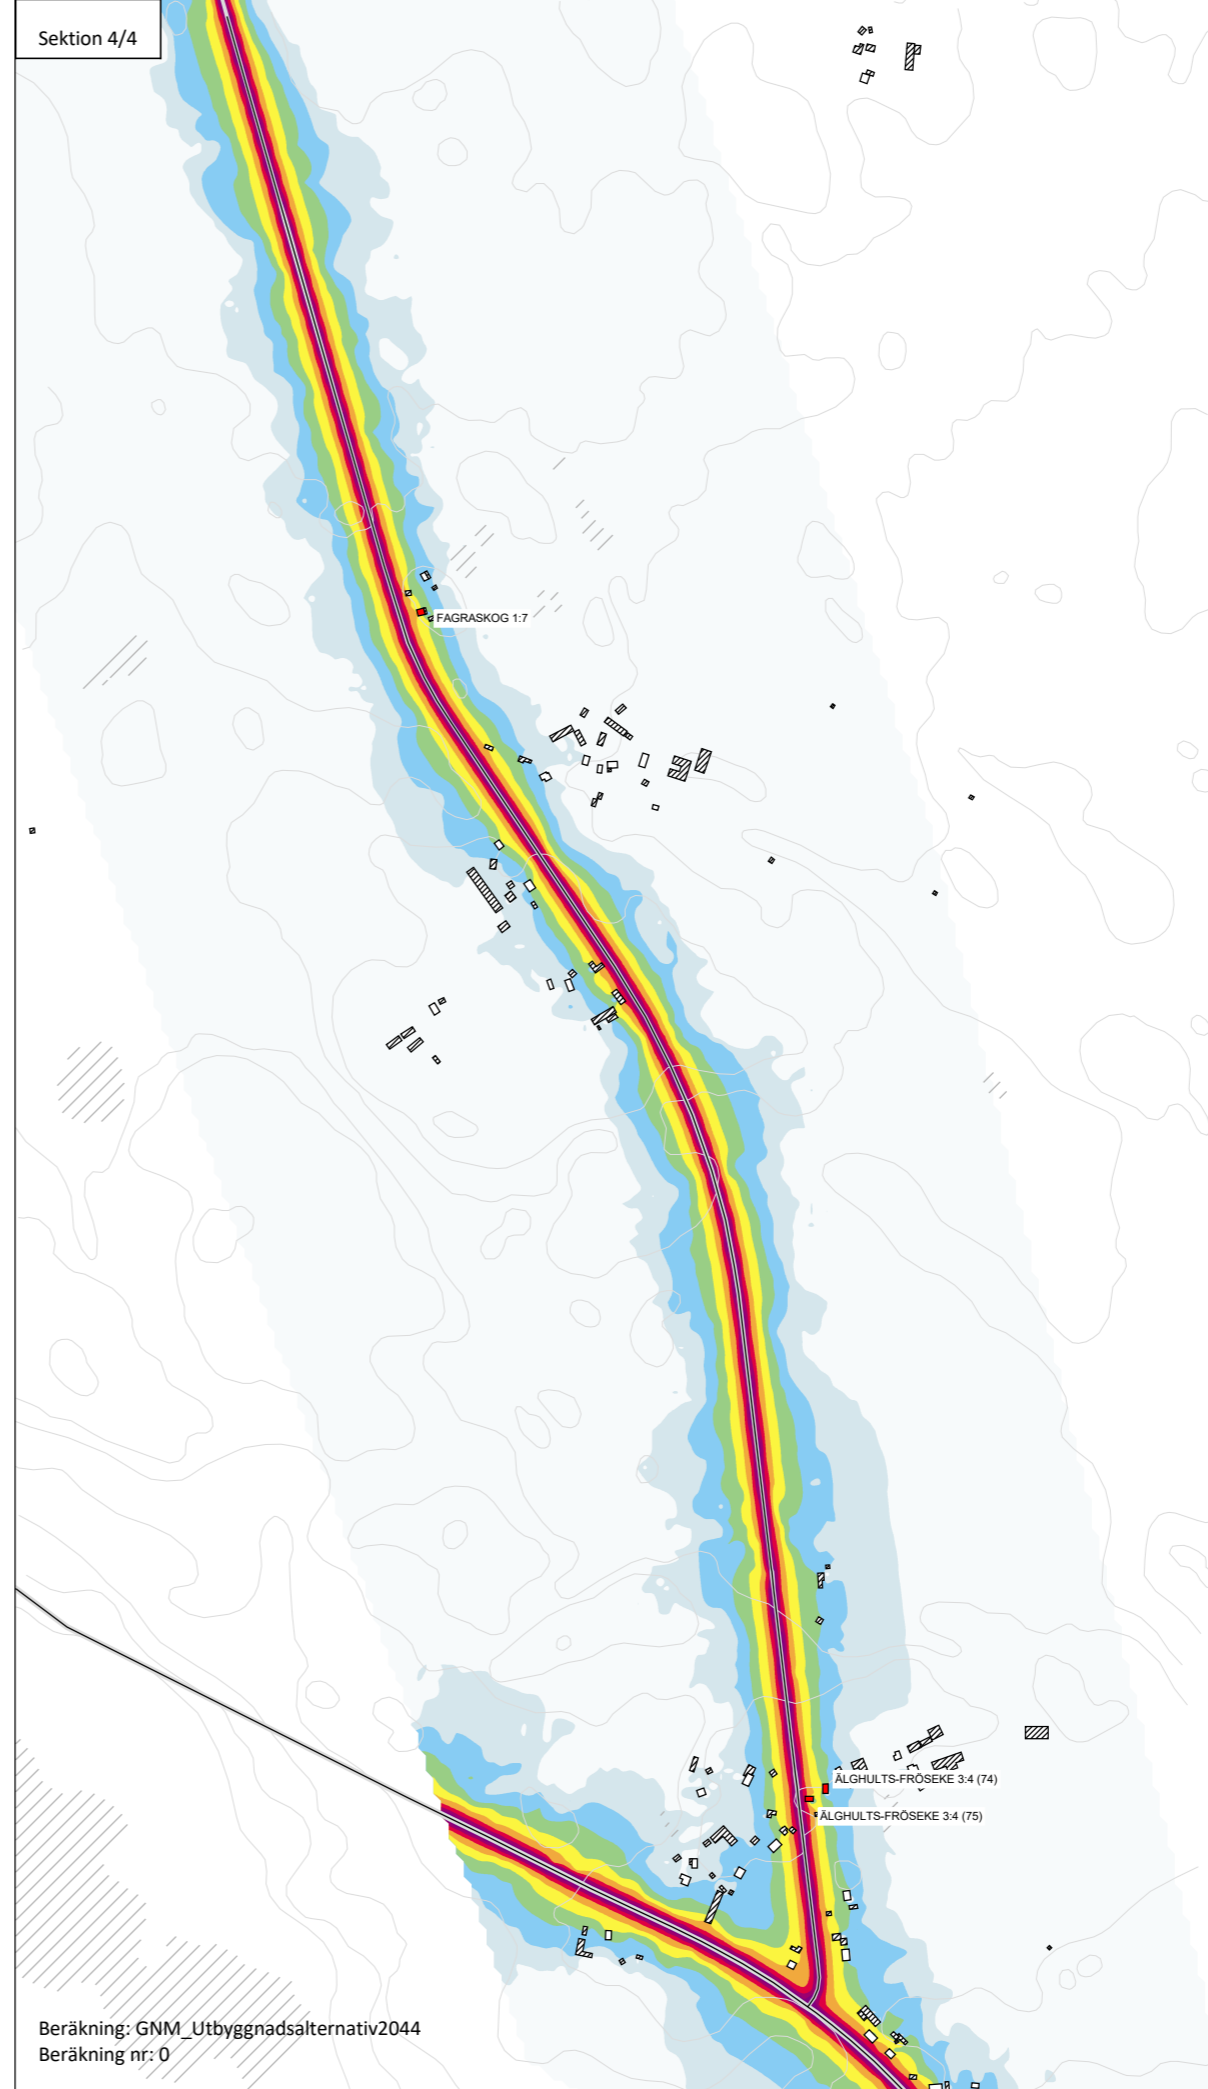 Sektion 4/4
FAGRASKOG 1:7
ÄLGHULTS-FRÖSEKE 3:4 (74)
ÄLGHULTS-FRÖSEKE 3:4 (75)
Beräkning: GNM_Utbyggnadsalternativ2044
Beräkning nr: 0